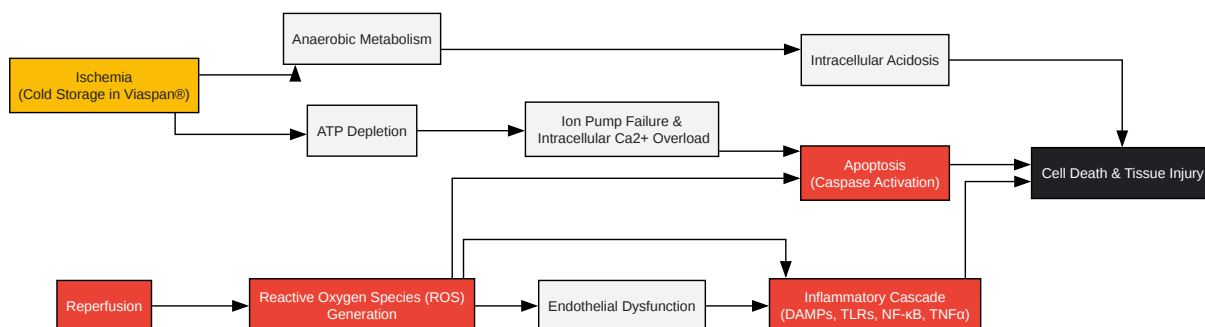 Anaerobic Metabolism
Ischemia
(Cold Storage in Viaspan®)
Intracellular Acidosis
ATP Depletion
Ion Pump Failure &
Intracellular Ca2+ Overload
Apoptosis
(Caspase Activation)
Cell Death & Tissue Injury
Reperfusion
Reactive Oxygen Species (ROS)
Generation
Endothelial Dysfunction
Inflammatory Cascade
(DAMPs, TLRs, NF-κB, TNFα)